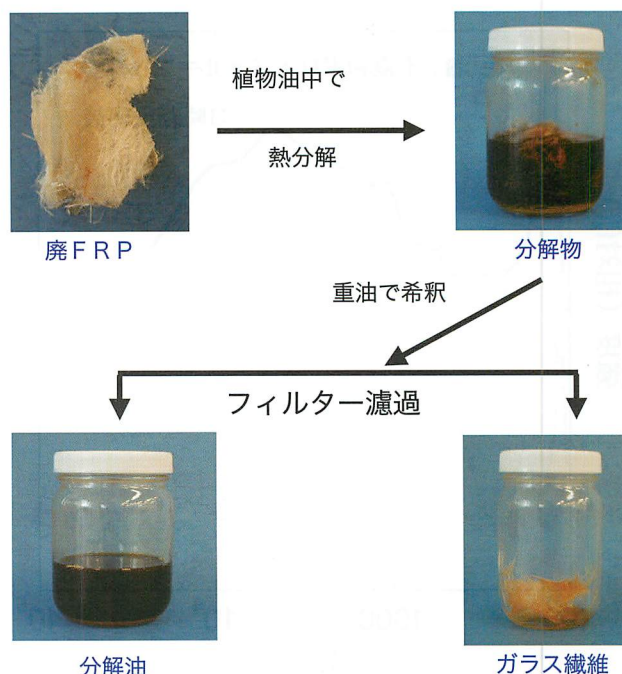 植物油中で
熱分解
廃ＦＲＰ
分解物
重油で希釈
フィルター濾過
分解油
ガラス繊維